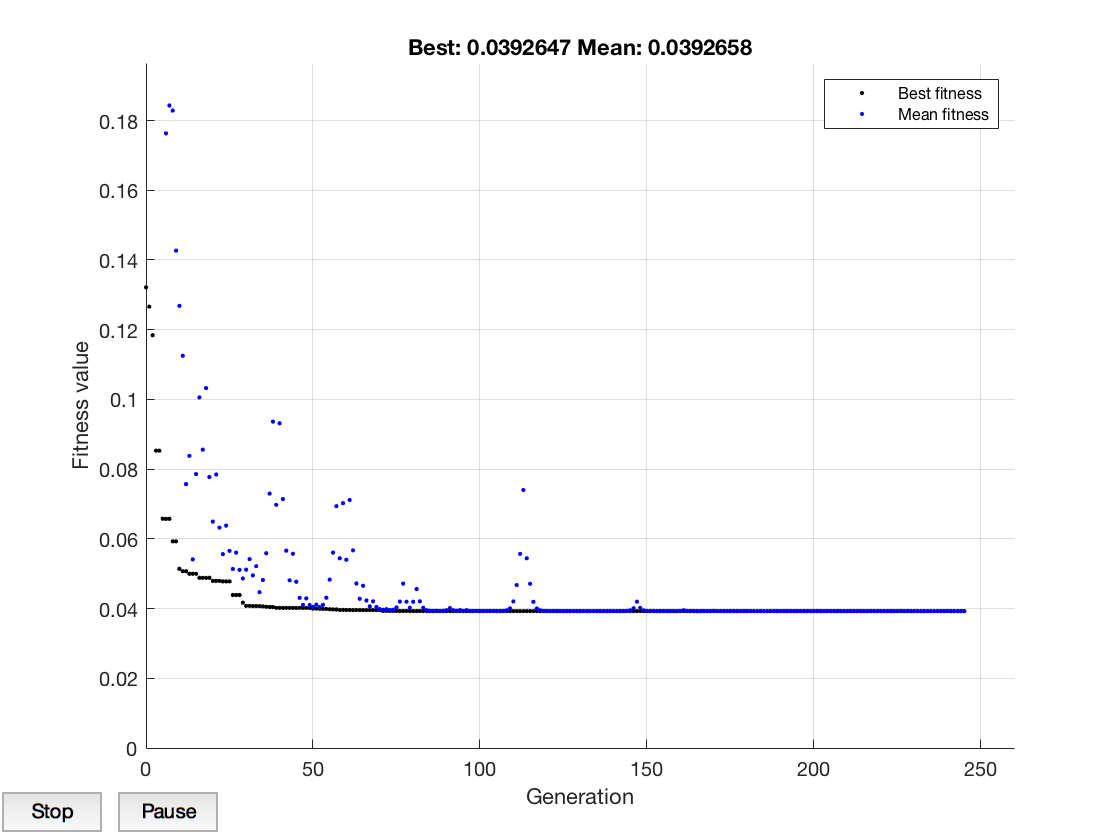 Best: 0.0392647 Mean: 0.0392658
Best fitness
Mean fitness
0.18
0.16
0.14
0.12
0.1
0.08
0.06
0.04
0.02
0
Fitness value
0 50 100 150 200 250
Generation
Stop Pause